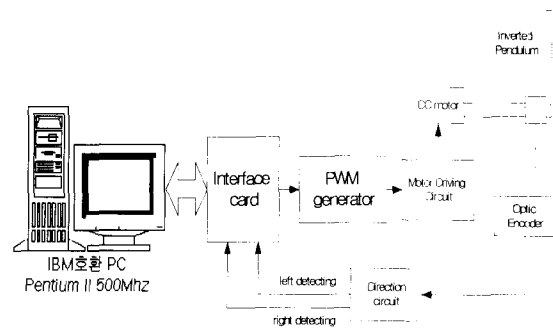 Inverted
Pendulum
DC motor
Interface
card
PWM
generator
Motor Driving
Circuit
Optic
Encoder
IBM호환 PC
Pentium II 500Mhz
left detecting
Direction
circuit
right detecting